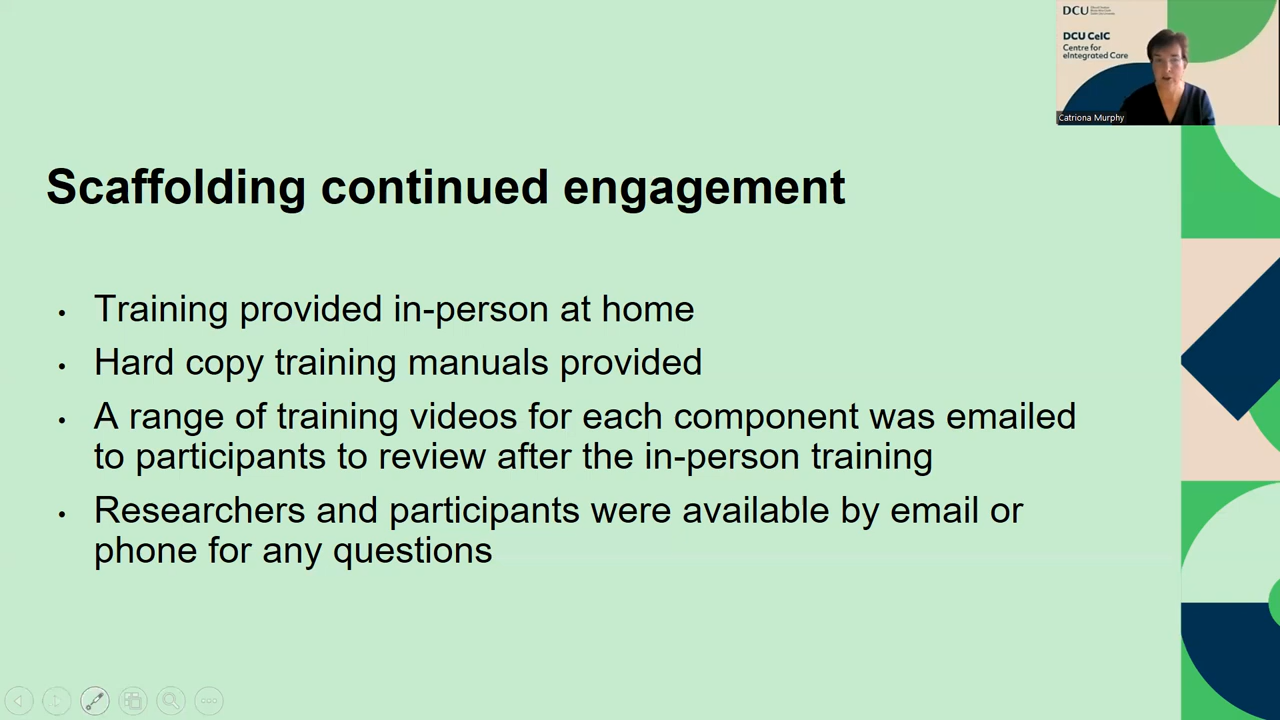 DCU
DCU CeIC
Centre for
eIntegrated Care
Catriona Murphy
Scaffolding continued engagement
• Training provided in-person at home
• Hard copy training manuals provided
• A range of training videos for each component was emailed
to participants to review after the in-person training
• Researchers and participants were available by email or
phone for any questions